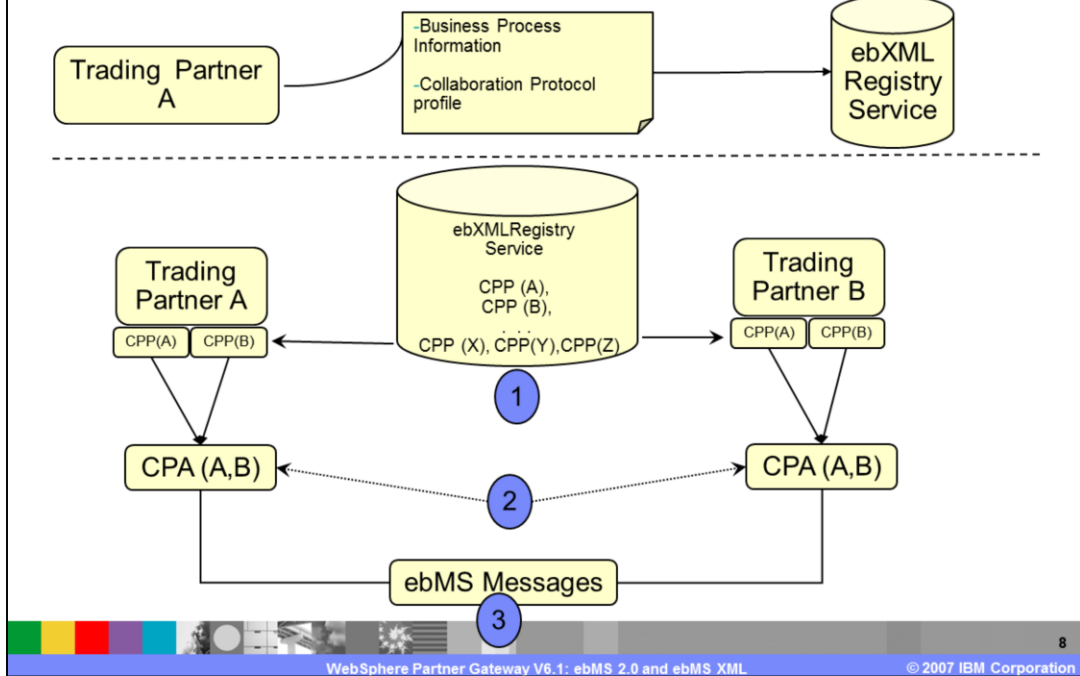 Trading Partner
A
-Business Process
Information
-Collaboration Protocol
profile
ebXML
Registry
Service
ebXMLRegistry
Service
CPP (A),
CPP (B),
. . .
CPP (X), CPP(Y),CPP(Z)
Trading
Partner A
CPP(A)
CPP(B)
Trading
Partner B
CPP(A)
CPP(B)
1
CPA (A,B)
CPA (A,B)
2
ebMS Messages
3
8
WebSphere Partner Gateway V6.1: ebMS 2.0 and ebMS XML
© 2007 IBM Corporation